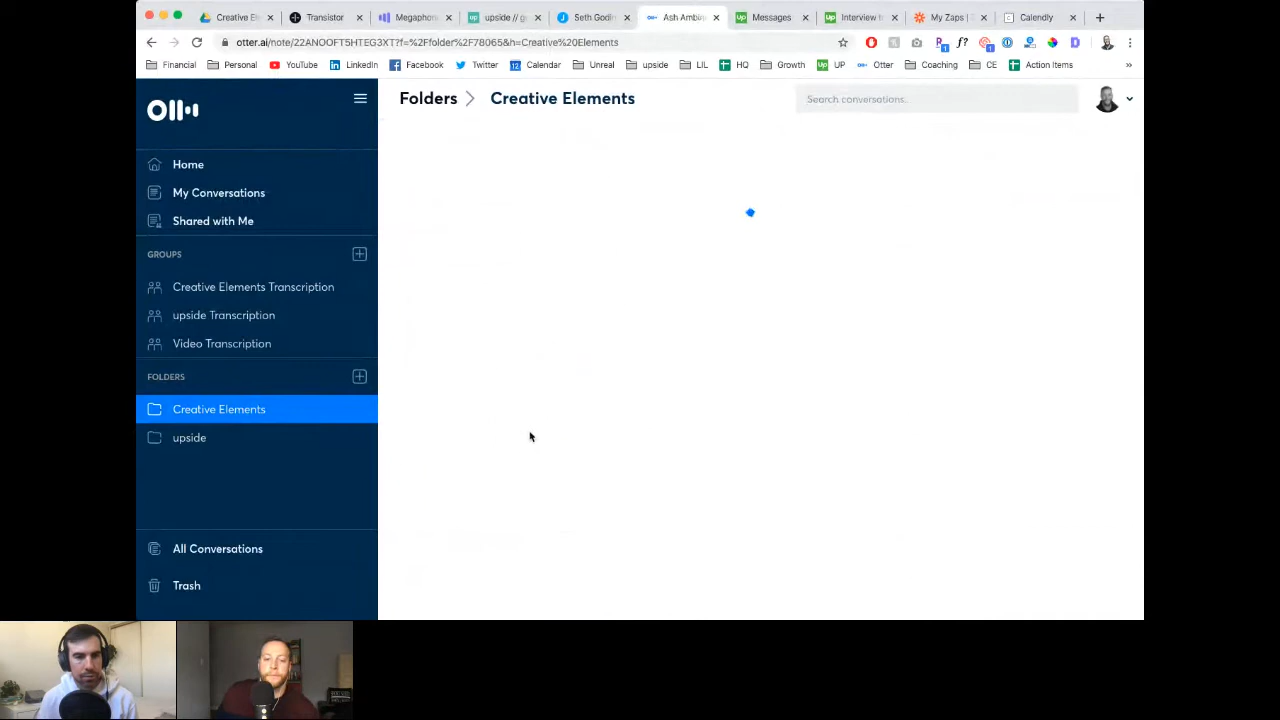 Creative El
Transistor
Megaphon
upside // g
Seth Godin
Ash Ambi
Messages
Interview
My Zaps |
Calendly
otter.ai/note/22ANOOFT5HTEG3XT?f=%2Ffolder%2F78065&h=Creative%20Elements
Financial
Personal
YouTube
LinkedIn
Facebook
Twitter
Calendar
Unreal
upside
LIL
HQ
Growth
UP
Otter
Coaching
CE
Action Items
Folders > Creative Elements
Search conversations.
Home
My Conversations
Shared with Me
GROUPS
Creative Elements Transcription
upside Transcription
Video Transcription
FOLDERS
Creative Elements
upside
All Conversations
Trash